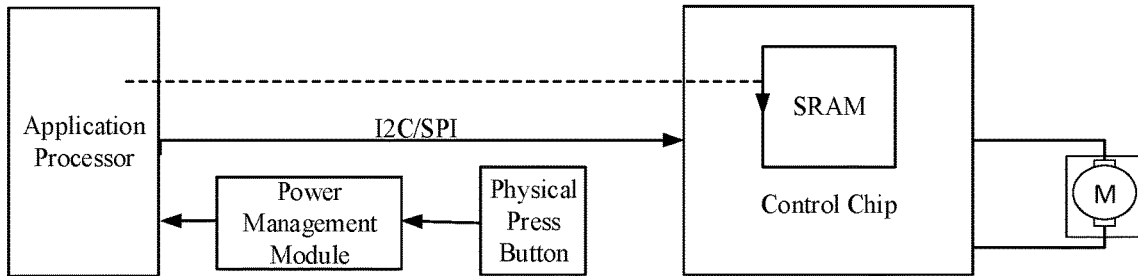 Application
Processor
I2C/SPI
Power
Management
Module
Physical
Press
Button
SRAM
Control Chip
M